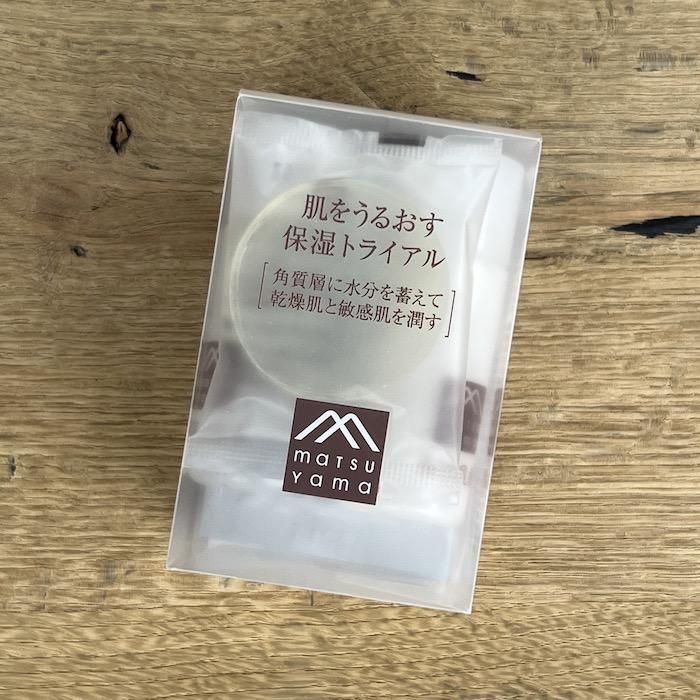 肌をうるおす
保湿トライアル
角質層に水分を蓄えて
乾燥肌と敏感肌を潤す
matsu
yama